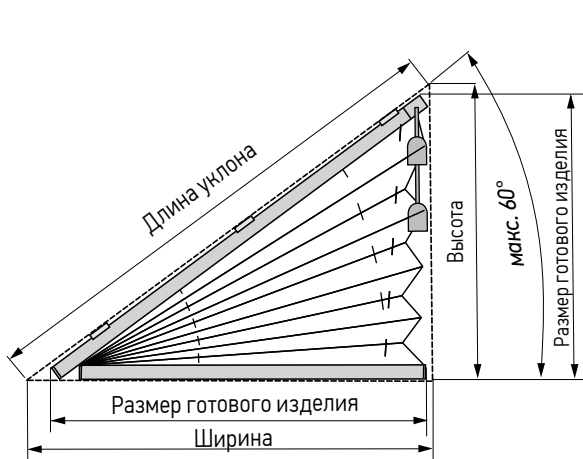 Длина уклона
Высота
макс. 60°
Размер готового изделия
Размер готового изделия
Ширина